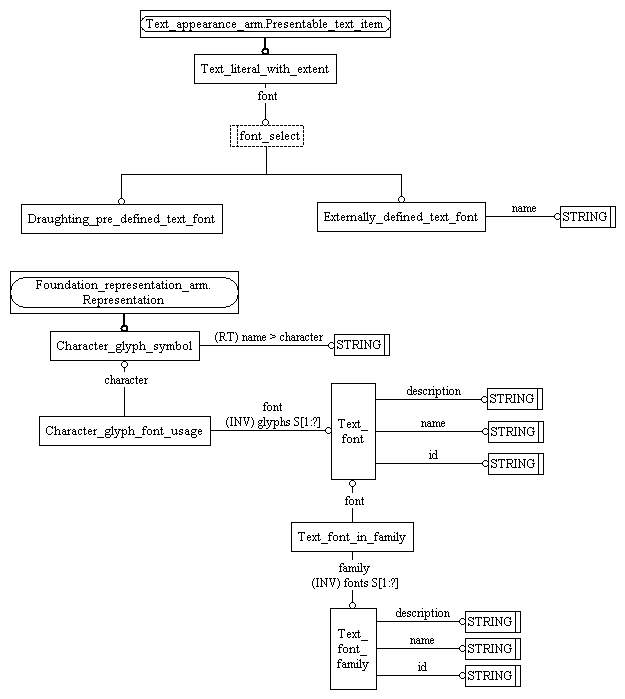 Text_appearance_arm.Presentable_text_item
Text_literal_with_extent
font
font_select
Draughting_pre_defined_text_font
Externally_defined_text_font
name
STRING
Foundation_representation_arm.
Representation
Character_glyph_symbol
(RT) name > character
STRING
character
Character_glyph_font_usage
font
(INV) glyphs S[1:?]
Text_
font
description
STRING
name
STRING
id
STRING
font
Text_font_in_family
family
(INV) fonts S[1:?]
Text_
font_
family
description
STRING
name
STRING
id
STRING